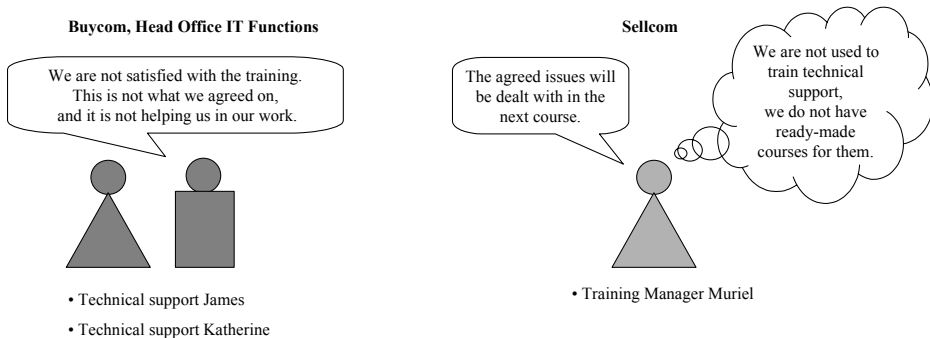 Buycom, Head Office IT Functions
We are not satisfied with the training.
This is not what we agreed on,
and it is not helping us in our work.
• Technical support James
• Technical support Katherine
Sellcom
The agreed issues will
be dealt with in the
next course.
We are not used to
train technical
support,
we do not have
ready-made
courses for them.
• Training Manager Muriel